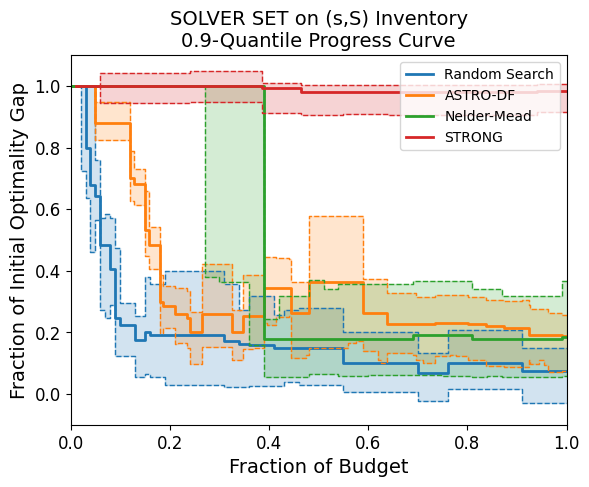 SOLVER SET on (s,S) Inventory
0.9-Quantile Progress Curve
Fraction of Initial Optimality Gap
1.0
0.8
0.6
0.4
0.2
0.0
Random Search
ASTRO-DF
Nelder-Mead
STRONG
0.0 0.2 0.4 0.6 0.8 1.0
Fraction of Budget